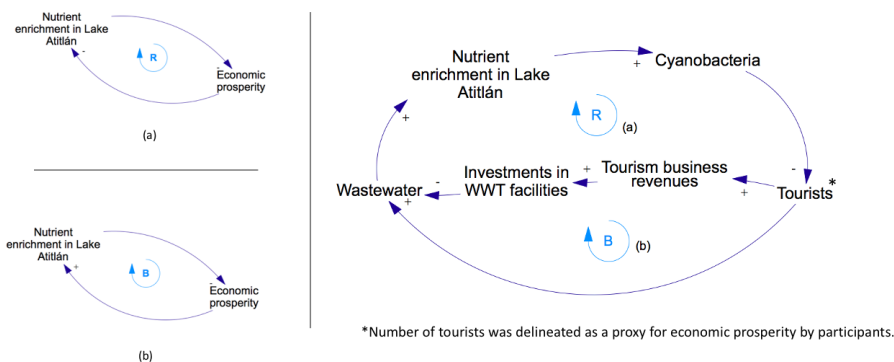 Nutrient
enrichment in Lake
Atitlán
-
R
-
Economic
prosperity
(a)
Nutrient in
enrichment in Lake
Atitlán
+
B
-
Economic
prosperity
(b)
Nutrient
enrichment in Lake
Atitlán
+
Cyanobacteria
+
R
(a)
-
Wastewater
-
+
Investments in
WWT facilities
+
Tourism business
revenues
+
Tourists*
B
(b)
*Number of tourists was delineated as a proxy for economic prosperity by participants.